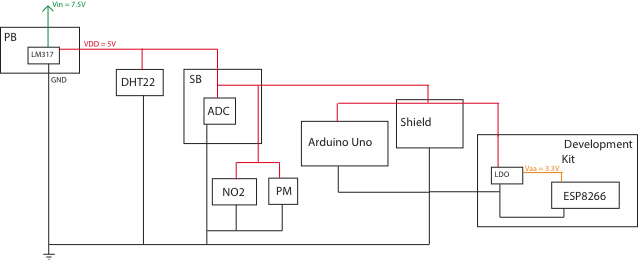 Vin = 7.5V
PB
LM317
VDD = 5V
GND
DHT22
SB
ADC
NO2
PM
Arduino Uno
Shield
Development
Kit
LDO
Vaa = 3.3V
ESP8266